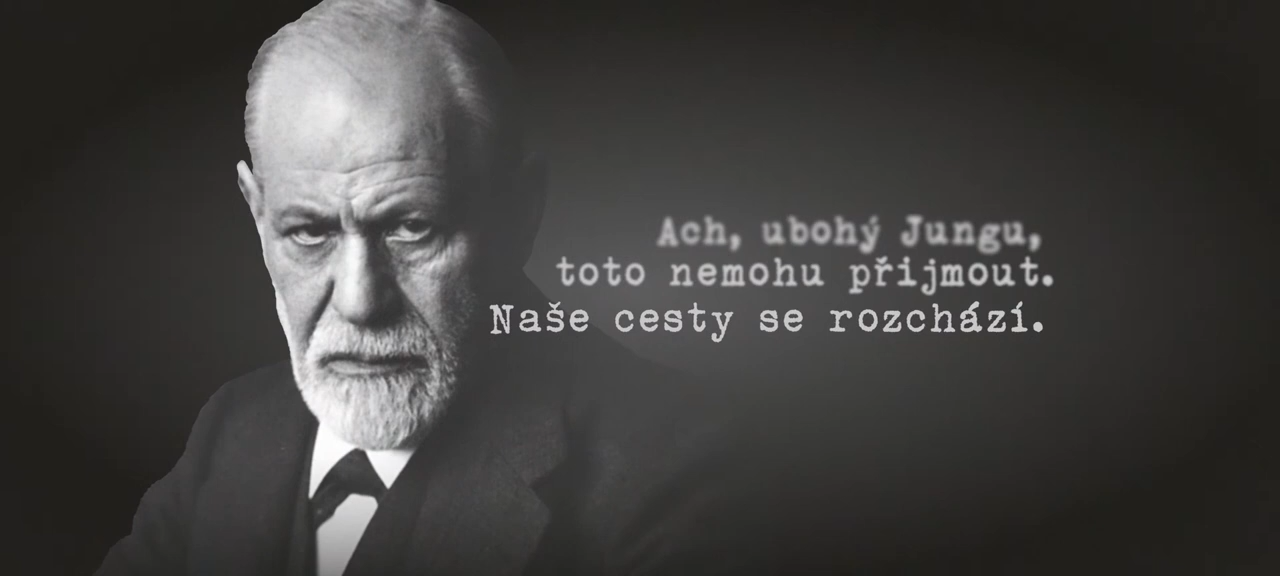 Ach, ubohý Jungu,
toto nemohu přijmout.
Naše cesty se rozchází.